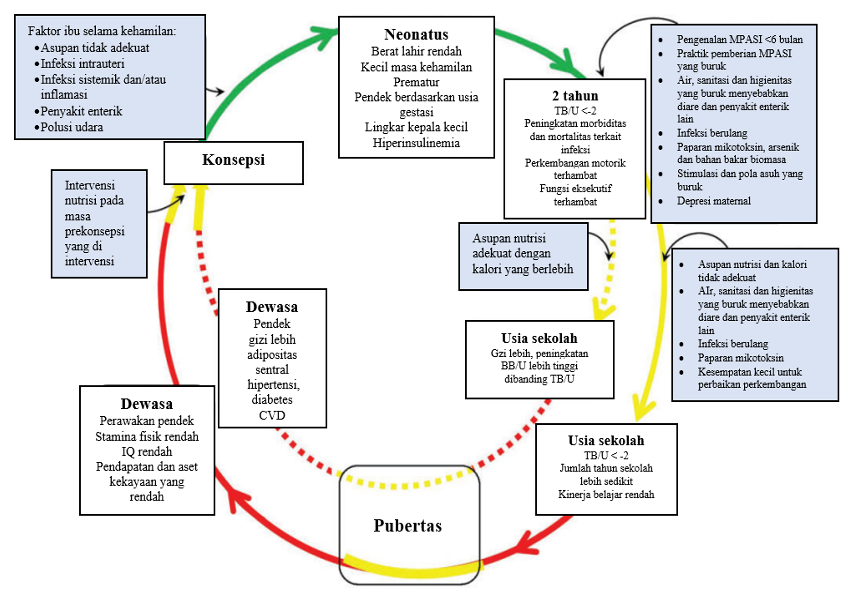 Faktor ibu selama kehamilan:
•Asupan tidak adekuat
•Infeksi intrauteri
•Infeksi sistemik dan/atau
inflamasi
•Penyakit enterik
•Polusi udara
Neonatus
Berat lahir rendah
Kecil masa kehamilan
Prematur
Pendek berdasarkan usia
gestasi
Lingkar kepala kecil
Hiperinsulinemia
• Pengenalan MPASI <6 bulan
• Praktik pemberian MPASI
yang buruk
• Air, sanitasi dan higienitas
yang buruk menyebabkan
diare dan penyakit enterik
lain
• Infeksi berulang
• Paparan mikotoksin, arsenik
dan bahan bakar biomasa
• Stimulasi dan pola asuh yang
buruk
• Depresi maternal
2 tahun
TB/U <-2
Peningkatan morbiditas
dan mortalitas terkait
infeksi
Perkembangan motorik
terhambat
Fungsi eksekutif
terhambat
Konsepsi
Intervensi
nutrisi pada
masa
prekonsepsi
yang di
intervensi
Asupan nutrisi
adekuat dengan
kalori yang berlebih
• Asupan nutrisi dan kalori
tidak adekuat
• AIr, sanitasi dan higienitas
yang buruk menyebabkan
diare dan penyakit enterik
lain
• Infeksi berulang
• Paparan mikotoksin
• Kesempatan kecil untuk
perbaikan perkembangan
Dewasa
Pendek
gizi lebih
adipositas
sentral
hipertensi,
diabetes
CVD
Usia sekolah
Gzi lebih, peningkatan
BB/U lebih tinggi
dibanding TB/U
Dewasa
Perawakan pendek
Stamina fisik rendah
IQ rendah
Pendapatan dan aset
kekayaan yang
rendah
Usia sekolah
TB/U < -2
Jumlah tahun sekolah
lebih sedikit
Kinerja belajar rendah
Pubertas